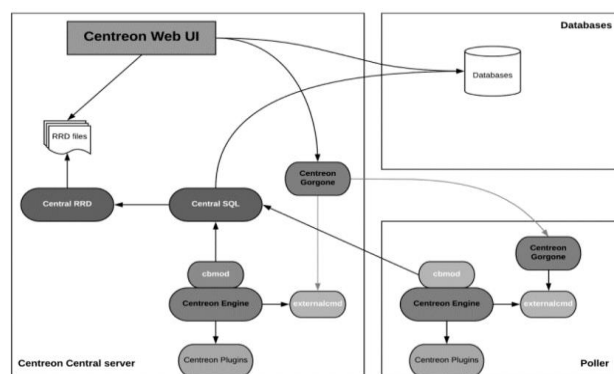 Centreon Web UI
Databases
Databases
RRD files
Centreon
Gorgone
Central RRD
Central SQL
Centreon
Gorgone
cbmod
cbmod
Centreon Engine
externalcmd
Centreon Engine
externalcmd
Centreon Plugins
Centreon Plugins
Centreon Central server
Poller